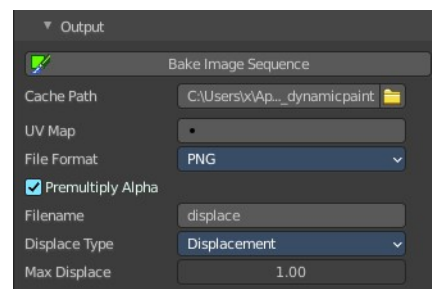 Output
Bake Image Sequence
Cache Path C:\Users\x\Ap..._dynamicpaint
UV Map
File Format PNG
Premultiply Alpha
Filename displace
Displace Type Displacement
Max Displace 1.00